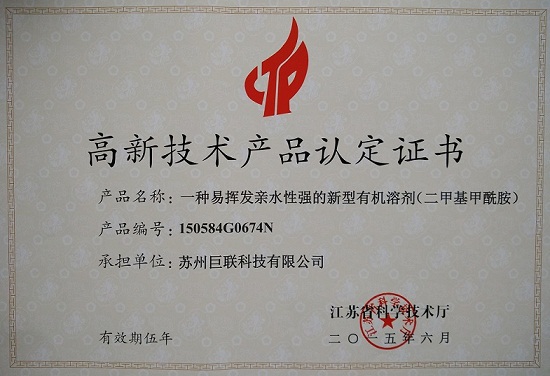 高新技术产品认定证书
产品名称：一种易挥发亲水性强的新型有机溶剂（二甲基甲酰胺）
产品编号：150584G0674N
承担单位：苏州巨联科技有限公司
江苏省科学技术厅
有效期伍年
二〇一五年六月